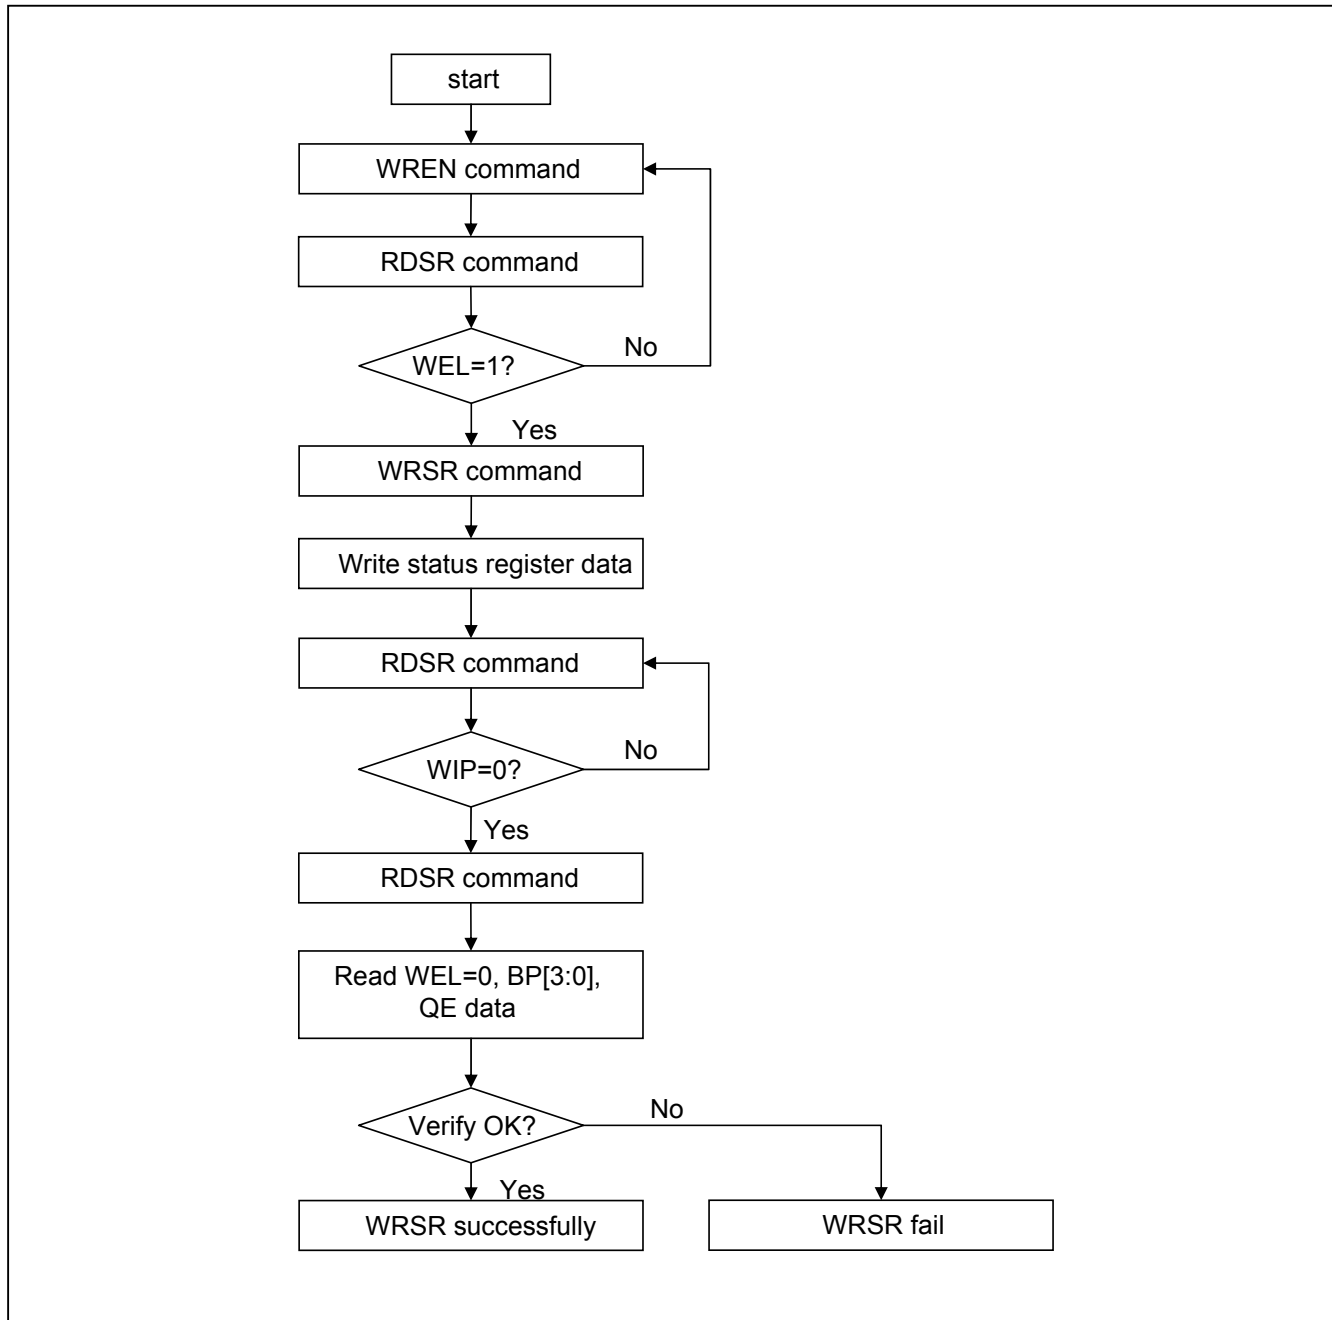 start
WREN command
RDSR command
WEL=1?
No
Yes
WRSR command
Write status register data
RDSR command
WIP=0?
No
Yes
RDSR command
Read WEL=0, BP[3:0],
QE data
Verify OK?
No
Yes
WRSR successfully
WRSR fail